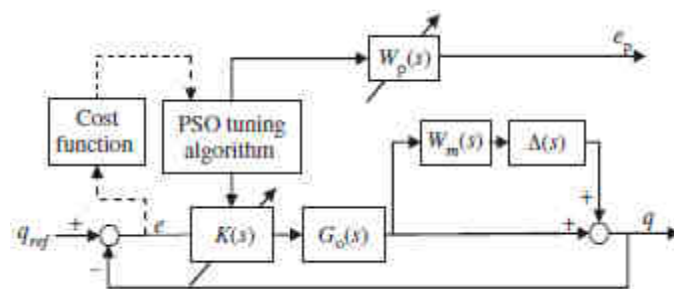 W_p(s)
e_p
Cost
function
PSO tuning
algorithm
W_m(s)
Δ(s)
+
q_ref
+
e
K(s)
G_o(s)
+
q
−